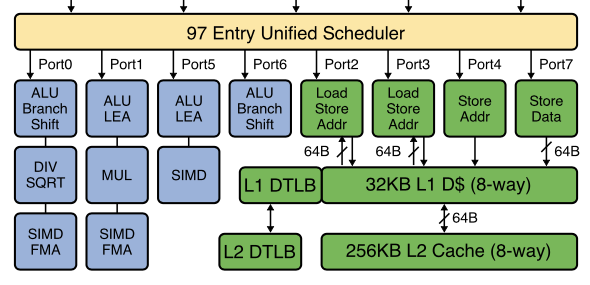 97 Entry Unified Scheduler
Port0
Port1
Port5
Port6
Port2
Port3
Port4
Port7
ALU
Branch
Shift
ALU
LEA
ALU
LEA
ALU
Branch
Shift
Load
Store
Addr
Load
Store
Addr
Store
Addr
Store
Data
64B
64B
64B
DIV
SQRT
MUL
SIMD
L1 DTLB
32KB L1 D$ (8-way)
64B
SIMD
FMA
SIMD
FMA
L2 DTLB
256KB L2 Cache (8-way)